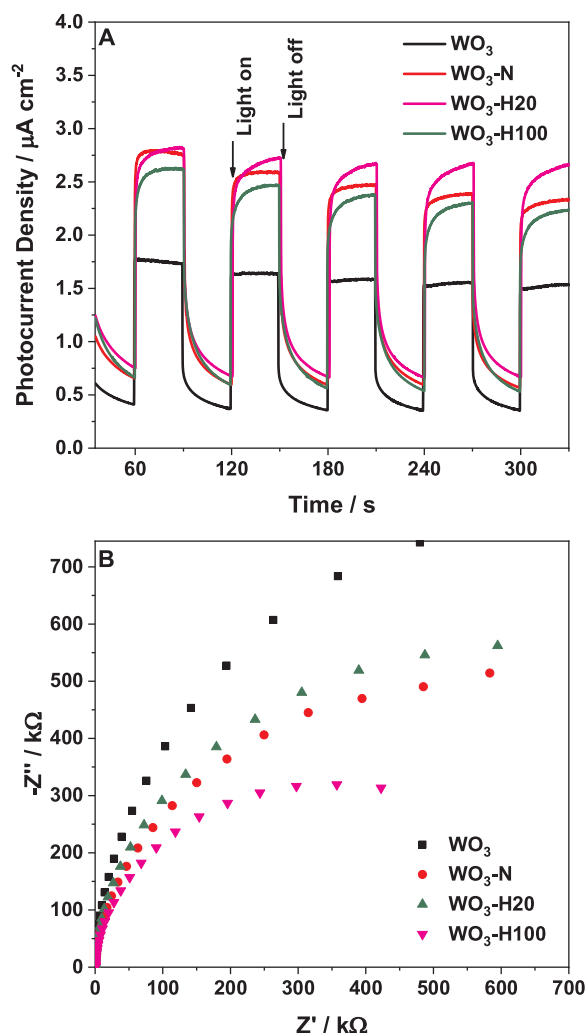 A
WO₃
WO₃-N
WO₃-H20
WO₃-H100
Light on
Light off
4.0
3.5
3.0
2.5
2.0
1.5
1.0
0.5
0.0
Photocurrent Density / μA cm⁻²
60 120 180 240 300
Time / s
B
700
600
500
400
300
200
100
0
-Z'' / kΩ
WO₃
WO₃-N
WO₃-H20
WO₃-H100
0 100 200 300 400 500 600 700
Z' / kΩ